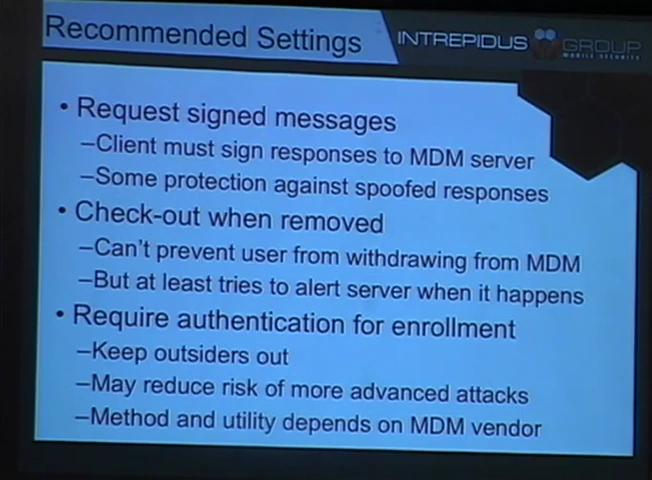 Recommended Settings
INTREPIDUS GROUP
MOBILE SECURITY
• Request signed messages
–Client must sign responses to MDM server
–Some protection against spoofed responses
• Check-out when removed
–Can't prevent user from withdrawing from MDM
–But at least tries to alert server when it happens
• Require authentication for enrollment
–Keep outsiders out
–May reduce risk of more advanced attacks
–Method and utility depends on MDM vendor